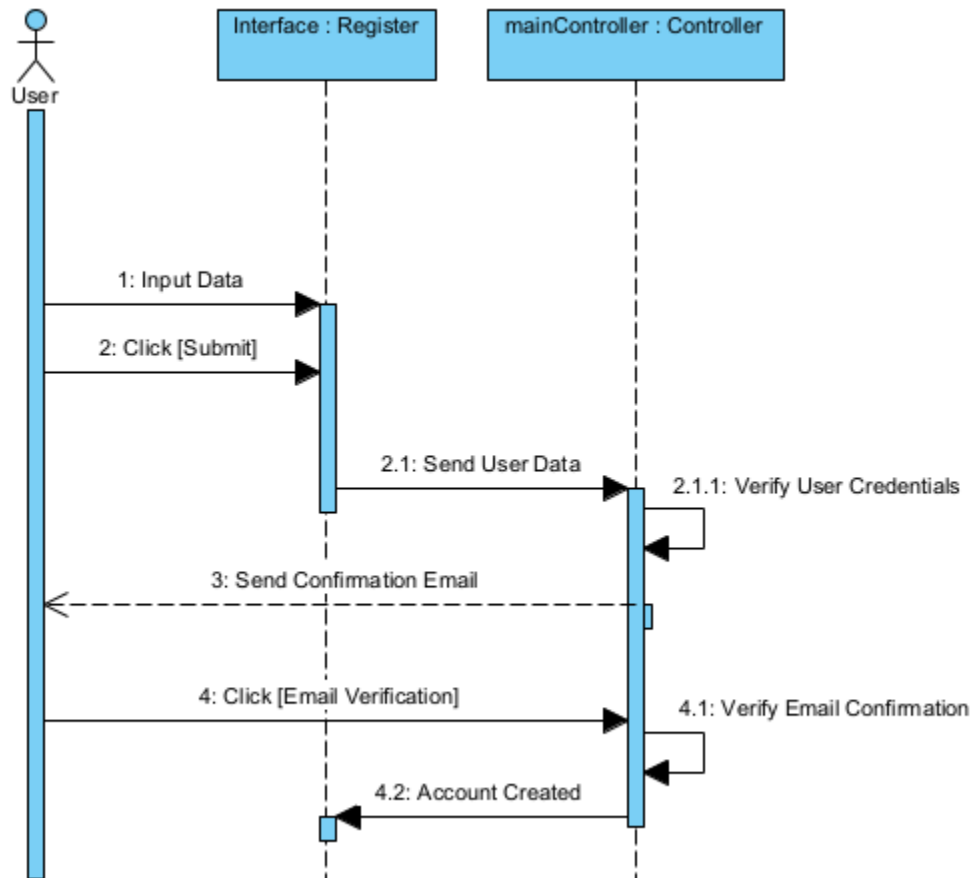 Interface : Register
mainController : Controller
User
1: Input Data
2: Click [Submit]
2.1: Send User Data
2.1.1: Verify User Credentials
3: Send Confirmation Email
4: Click [Email Verification]
4.1: Verify Email Confirmation
4.2: Account Created